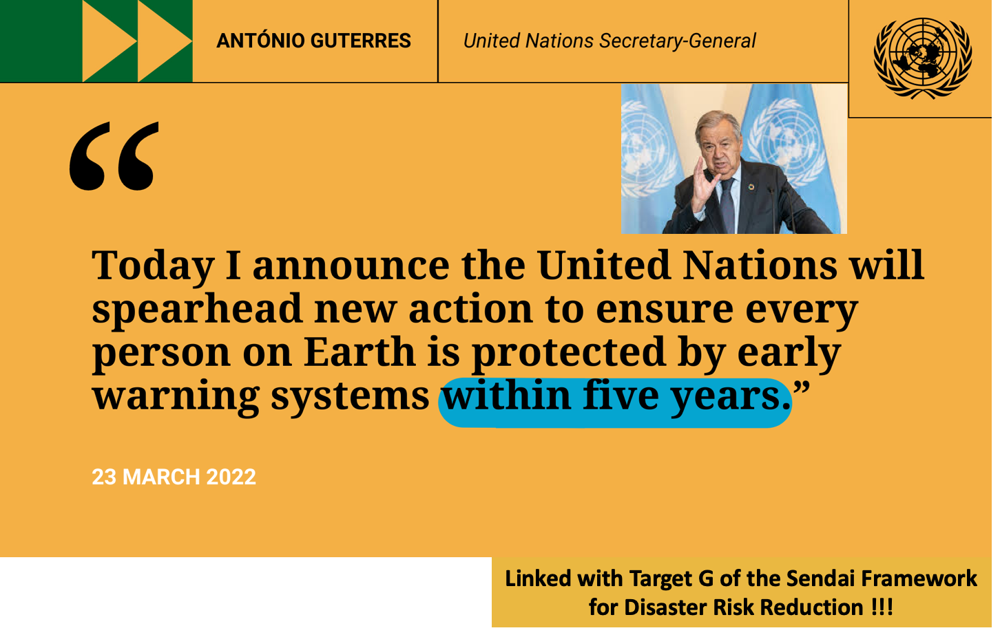 ANTÓNIO GUTERRES
United Nations Secretary-General
“
Today I announce the United Nations will
spearhead new action to ensure every
person on Earth is protected by early
warning systems within five years.”
23 MARCH 2022
Linked with Target G of the Sendai Framework
for Disaster Risk Reduction !!!